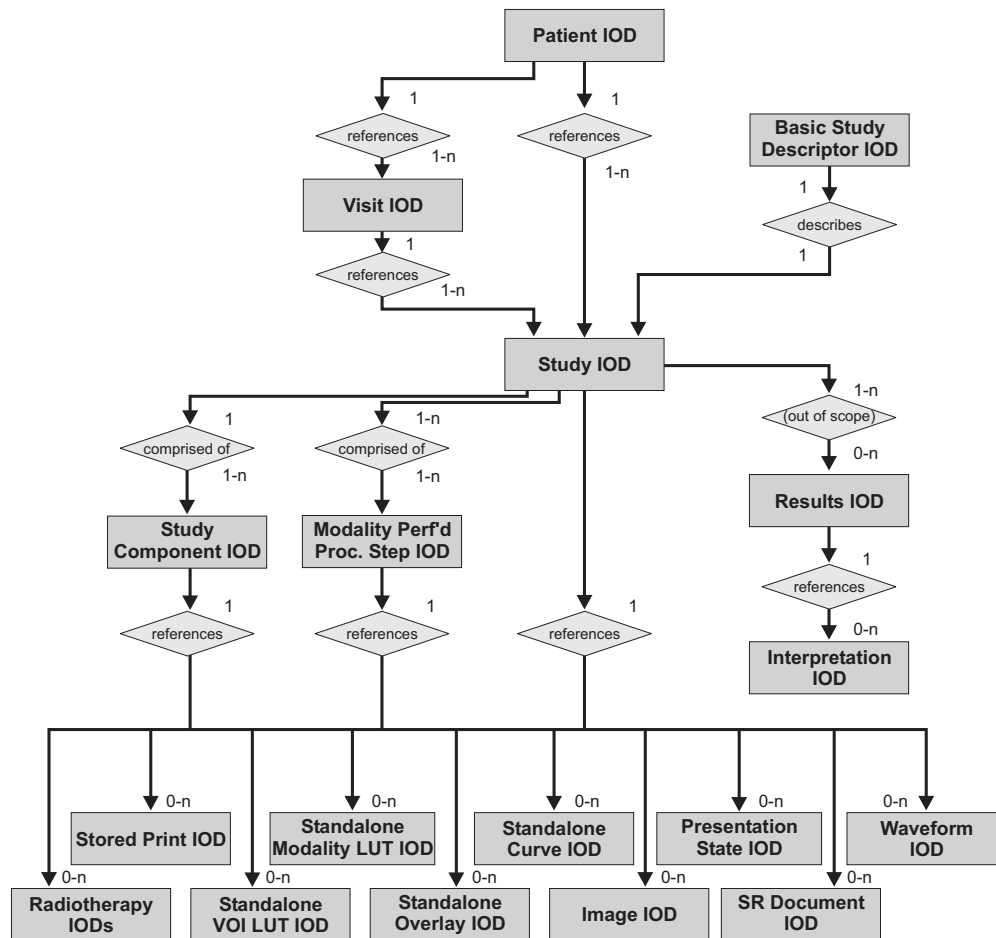 Patient IOD
1
1
references
references
Basic Study
Descriptor IOD
1-n
1-n
1
Visit IOD
describes
1
1
references
1-n
Study IOD
1
1-n
1-n
comprised of
comprised of
(out of scope)
1-n
1-n
0-n
Results IOD
Study
Component IOD
Modality Perf'd
Proc. Step IOD
1
references
1
1
1
references
references
references
0-n
Interpretation
IOD
0-n
0-n
0-n
0-n
0-n
Stored Print IOD
Standalone
Modality LUT IOD
Standalone
Curve IOD
Presentation
State IOD
Waveform
IOD
0-n
0-n
0-n
0-n
0-n
Radiotherapy
IODs
Standalone
VOI LUT IOD
Standalone
Overlay IOD
Image IOD
SR Document
IOD